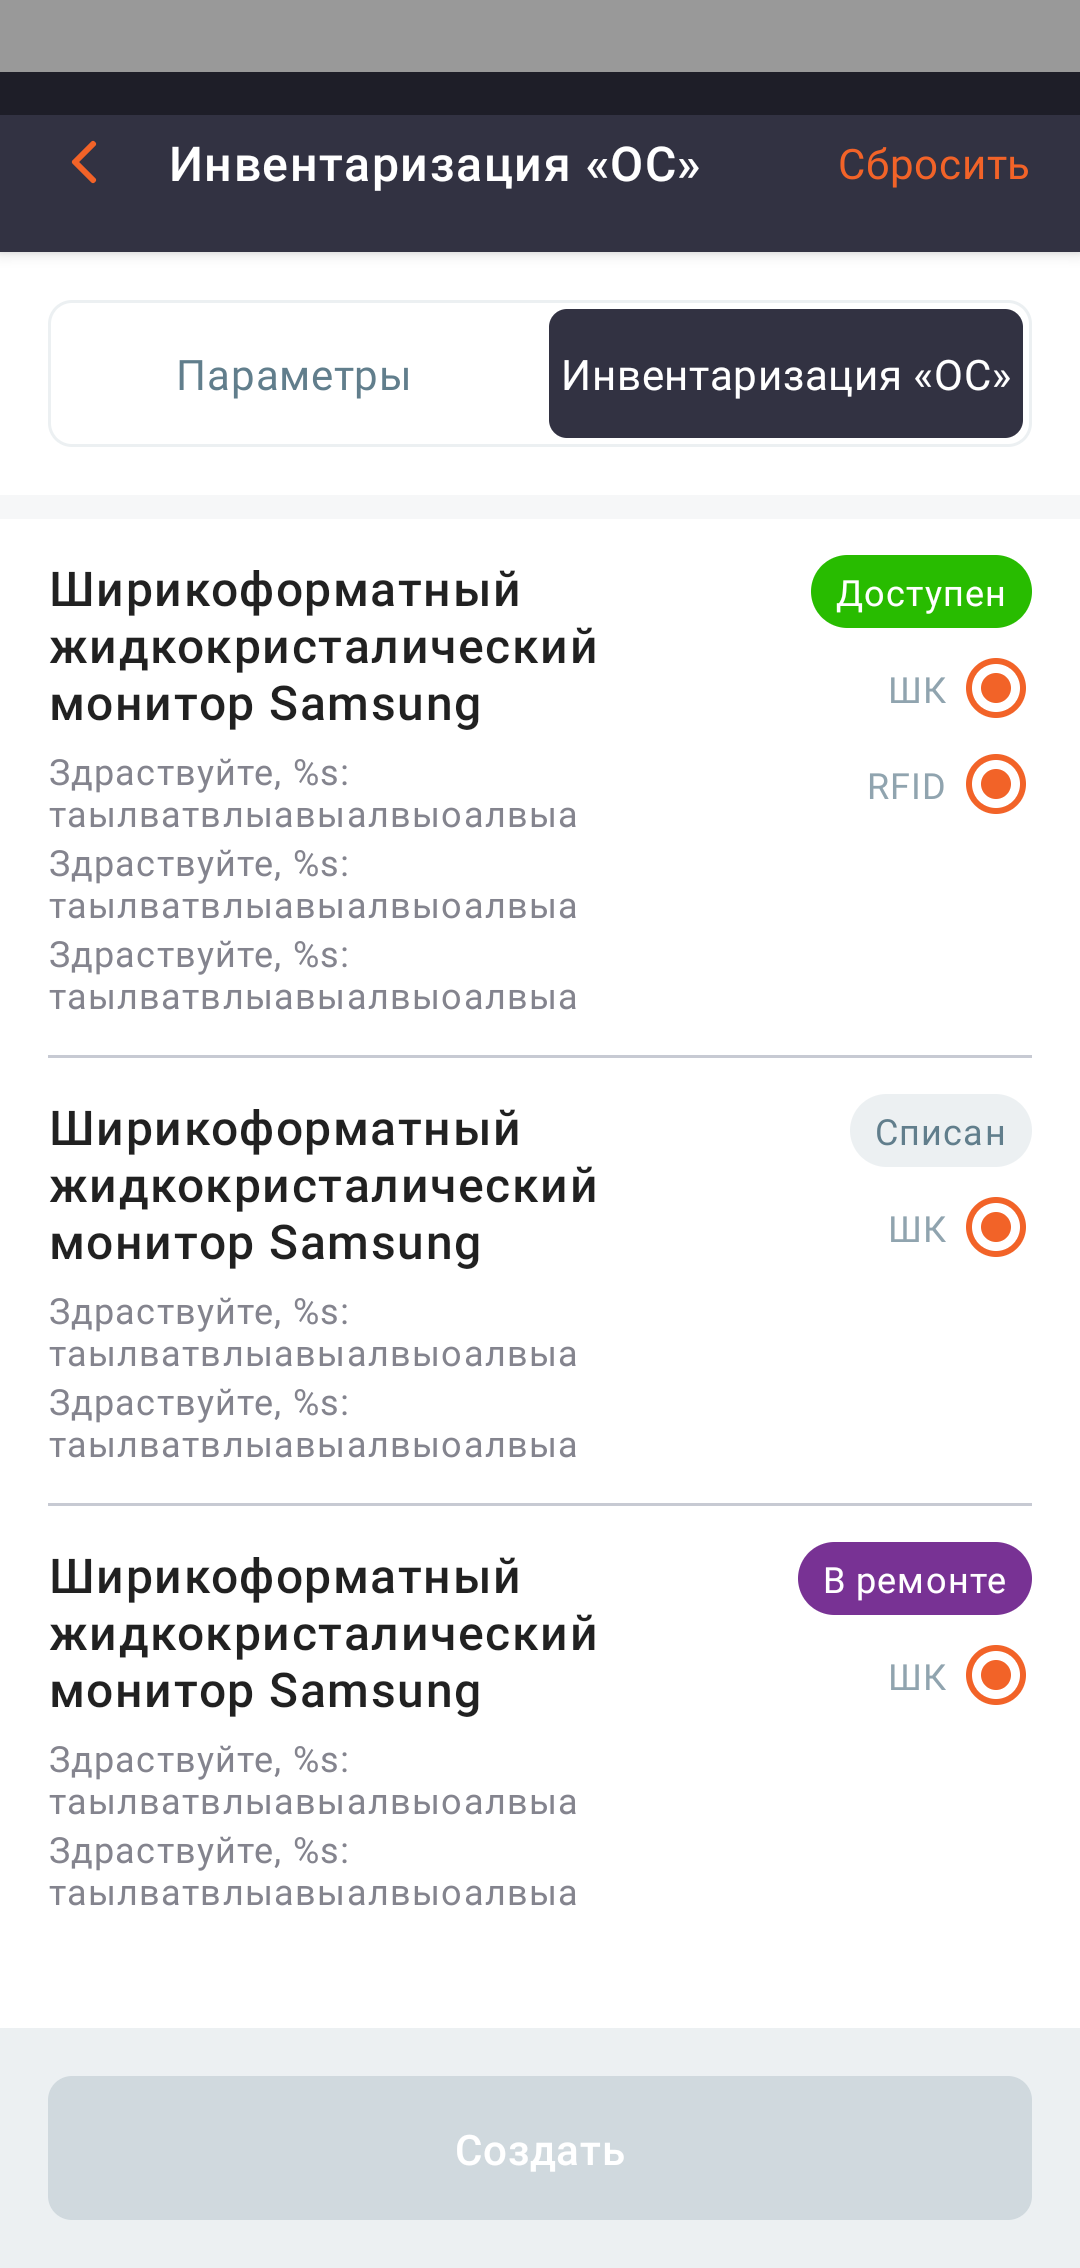 Инвентаризация «ОС»
Сбросить
Параметры
Инвентаризация «ОС»
Ширикоформатный
жидкокристалический
монитор Samsung
Доступен
ШК
RFID
Здраствуйте, %s:
таылватвлыавыалвыоалвыа
Здраствуйте, %s:
таылватвлыавыалвыоалвыа
Здраствуйте, %s:
таылватвлыавыалвыоалвыа
Ширикоформатный
жидкокристалический
монитор Samsung
Списан
ШК
Здраствуйте, %s:
таылватвлыавыалвыоалвыа
Здраствуйте, %s:
таылватвлыавыалвыоалвыа
Ширикоформатный
жидкокристалический
монитор Samsung
В ремонте
ШК
Здраствуйте, %s:
таылватвлыавыалвыоалвыа
Здраствуйте, %s:
таылватвлыавыалвыоалвыа
Создать